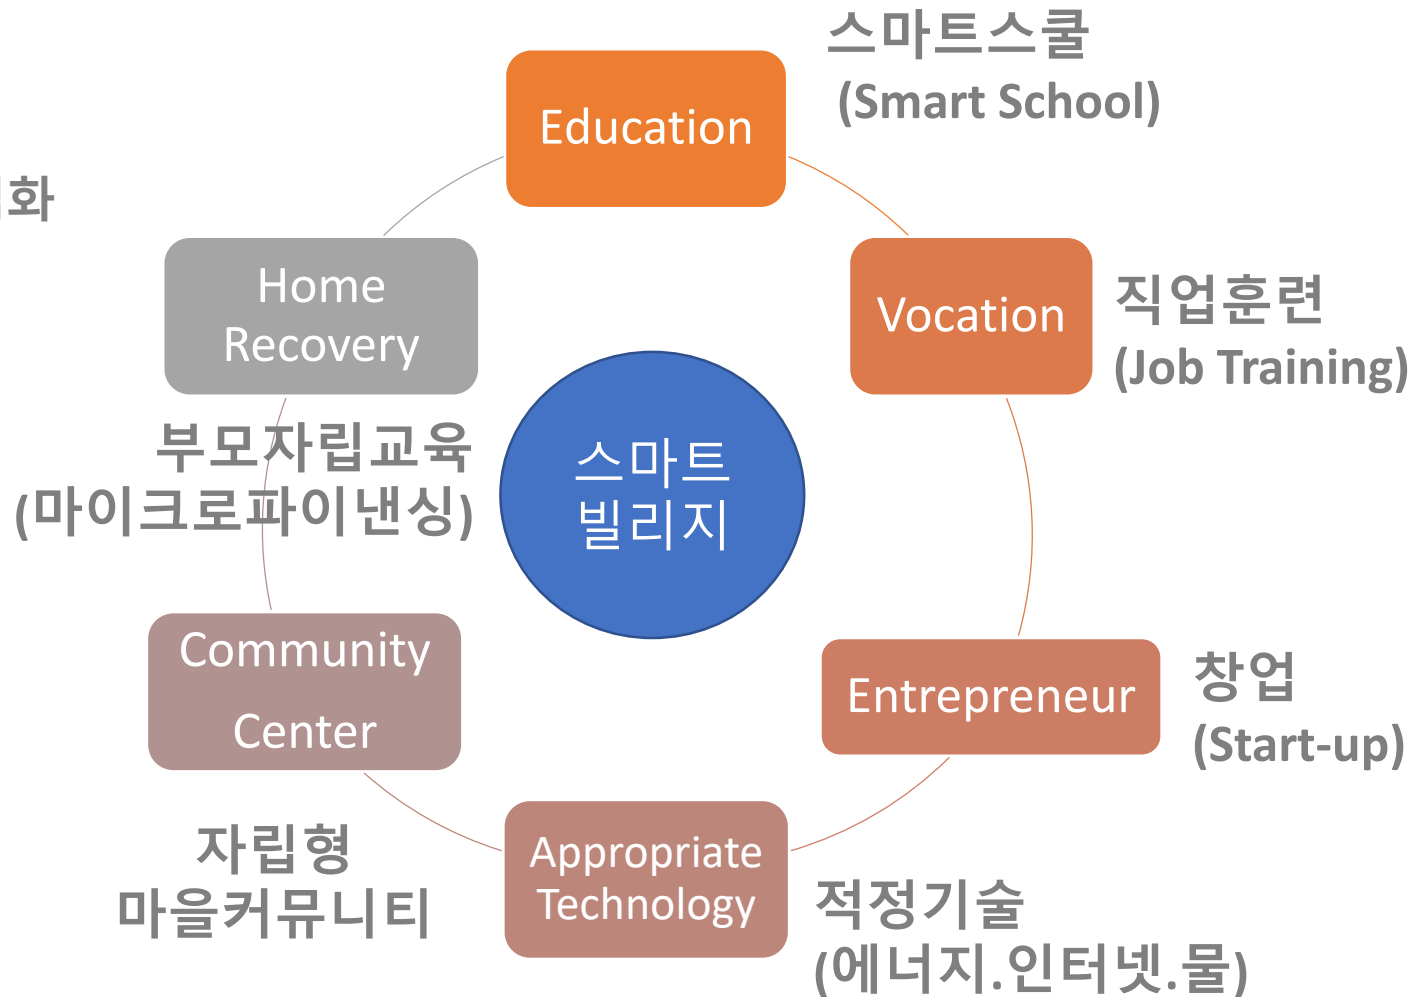 스마트스쿨
(Smart School)
Education
Home
Recovery
Vocation
직업훈련
(Job Training)
부모자립교육
(마이크로파이낸싱)
스마트
빌리지
Community
Center
Entrepreneur
창업
(Start-up)
자립형
마을커뮤니티
Appropriate
Technology
적정기술
(에너지.인터넷.물)